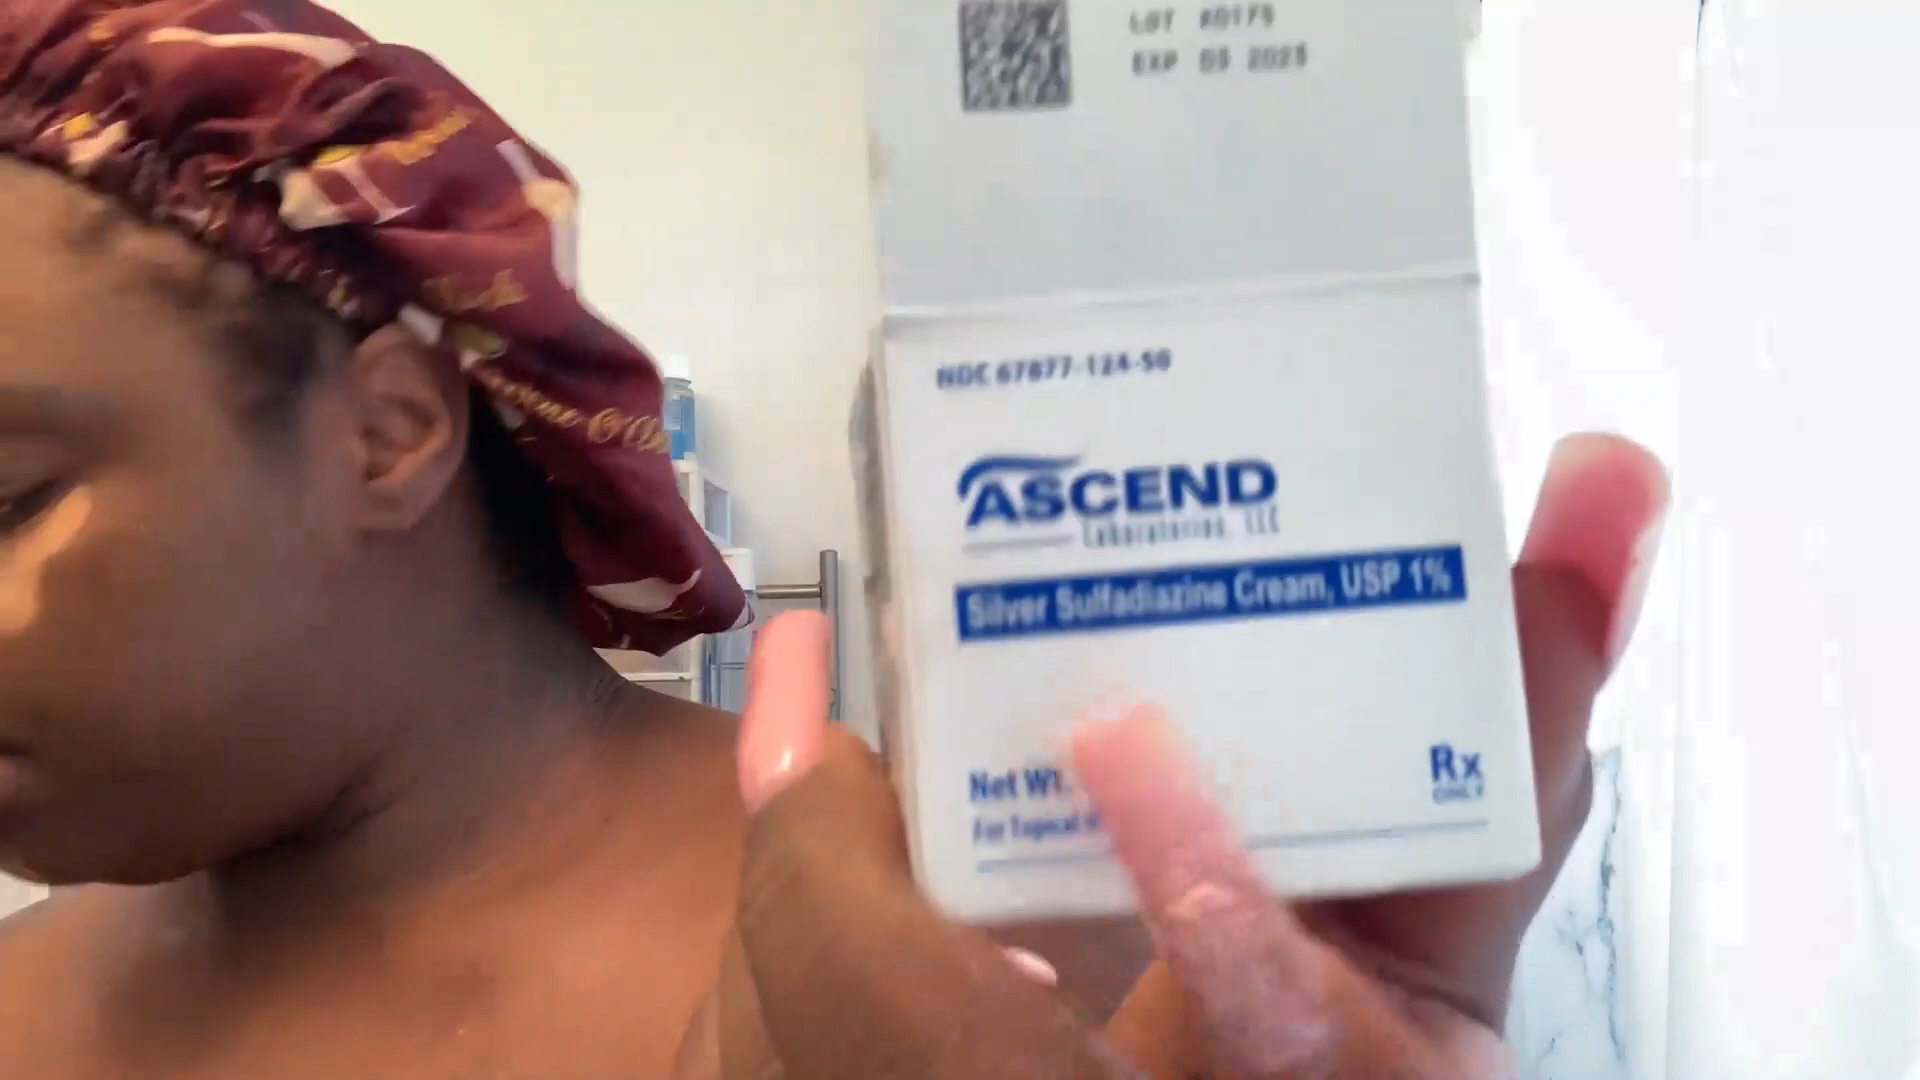 LOT
EXP 2023
NDC 67877-124-50
ASCEND
Laboratories, LLC
Silver Sulfadiazine Cream, USP 1%
Net Wt.
For Topical
Rx
ONLY